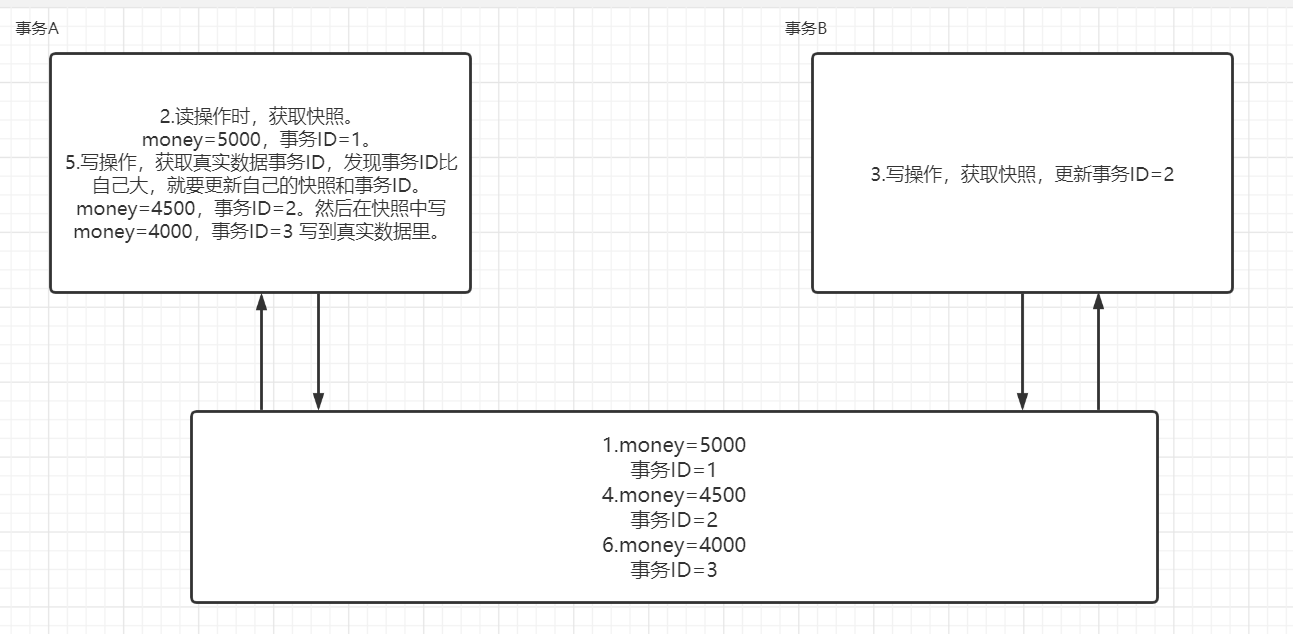 事务A
事务B
2.读操作时，获取快照。
money=5000，事务ID=1。
5.写操作，获取真实数据事务ID，发现事务ID比
自己大，就要更新自己的快照和事务ID。
money=4500，事务ID=2。然后在快照中写
money=4000，事务ID=3 写到真实数据里。
3.写操作，获取快照，更新事务ID=2
1.money=5000
事务ID=1
4.money=4500
事务ID=2
6.money=4000
事务ID=3